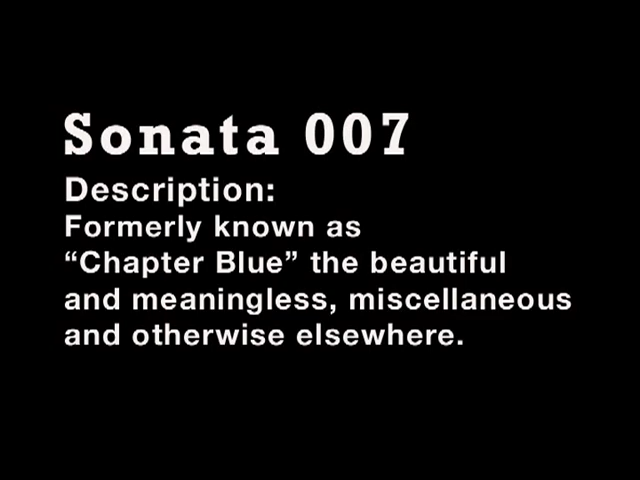 Sonata 007
Description:
Formerly known as
“Chapter Blue” the beautiful
and meaningless, miscellaneous
and otherwise elsewhere.